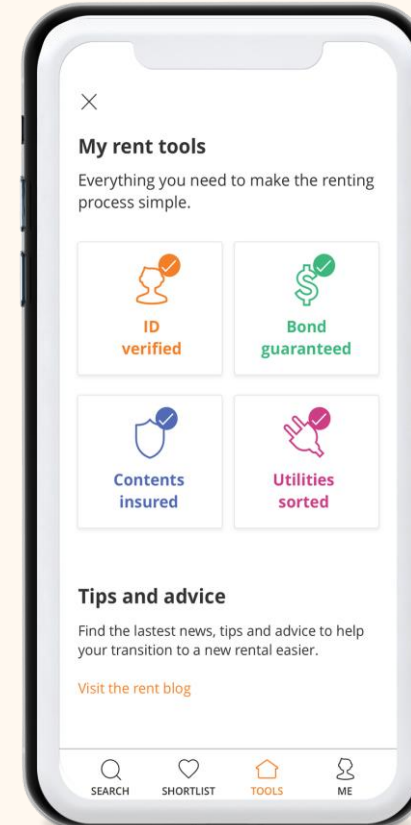 My rent tools
Everything you need to make the renting
process simple.
ID
verified
Bond
guaranteed
Contents
insured
Utilities
sorted
Tips and advice
Find the lastest news, tips and advice to help
your transition to a new rental easier.
Visit the rent blog
SEARCH
SHORTLIST
TOOLS
ME